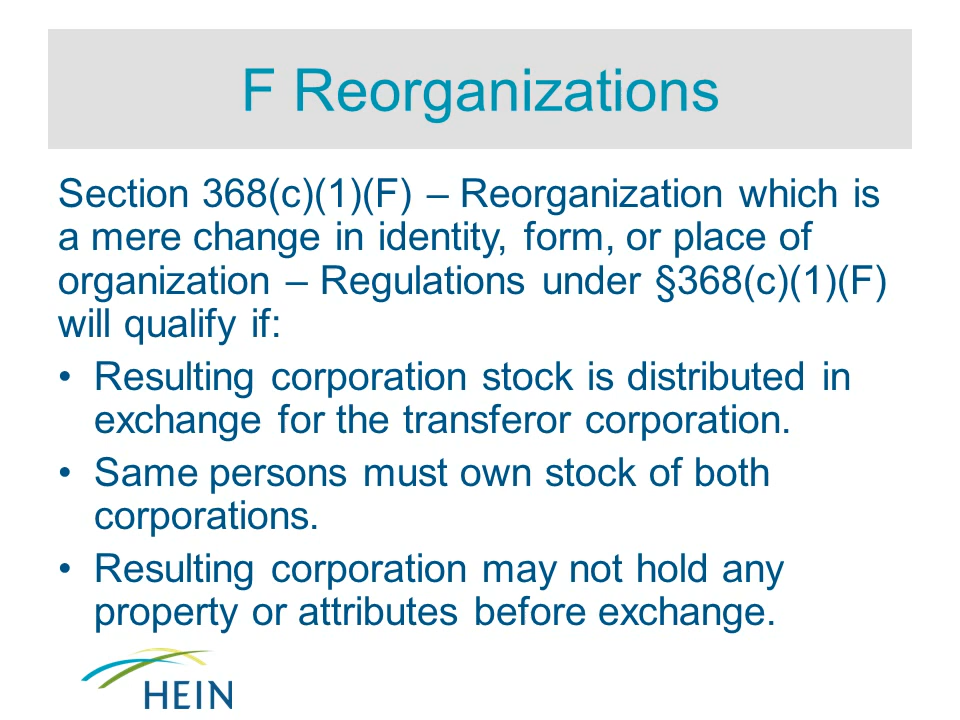 F Reorganizations
Section 368(c)(1)(F) – Reorganization which is
a mere change in identity, form, or place of
organization – Regulations under §368(c)(1)(F)
will qualify if:
• Resulting corporation stock is distributed in
exchange for the transferor corporation.
• Same persons must own stock of both
corporations.
• Resulting corporation may not hold any
property or attributes before exchange.
HEIN